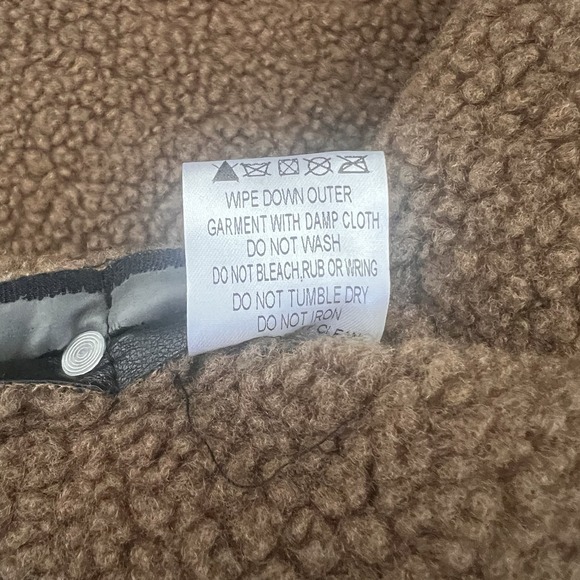 WIPE DOWN OUTER
GARMENT WITH DAMP CLOTH
DO NOT WASH
DO NOT BLEACH,RUB OR WRING
DO NOT TUMBLE DRY
DO NOT IRON